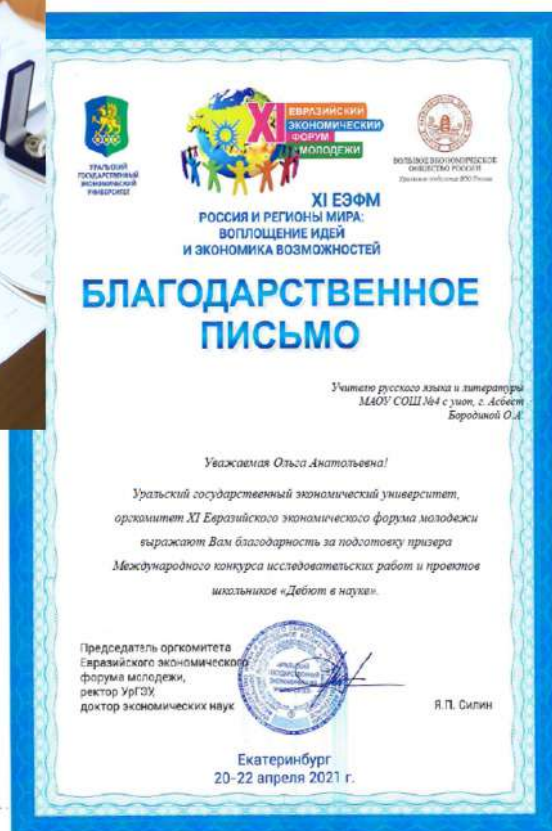 УРАЛЬСКИЙ
ГОСУДАРСТВЕННЫЙ
ЭКОНОМИЧЕСКИЙ
УНИВЕРСИТЕТ
XI
ЕВРАЗИЙСКИЙ
ЭКОНОМИЧЕСКИЙ
ФОРУМ
МОЛОДЕЖИ
ВОЛЬНОЕ ЭКОНОМИЧЕСКОЕ
ОБЩЕСТВО РОССИИ
XI ЕЭФМ
РОССИЯ И РЕГИОНЫ МИРА:
ВОПЛОЩЕНИЕ ИДЕЙ
И ЭКОНОМИКА ВОЗМОЖНОСТЕЙ
БЛАГОДАРСТВЕННОЕ
ПИСЬМО
Учителю русского языка и литературы
МАОУ СОШ №4 с уиот, г. Асбест
Бородиной О.А.
Уважаемая Ольга Анатольевна!
Уральский государственный экономический университет,
оргкомитет XI Евразийского экономического форума молодежи
выражают Вам благодарность за подготовку призера
Международного конкурса исследовательских работ и проектов
школьников «Дебют в науке».
Председатель оргкомитета
Евразийского экономического
форума молодежи,
ректор УрГЭУ,
доктор экономических наук
Я.П. Силин
Екатеринбург
20-22 апреля 2021 г.